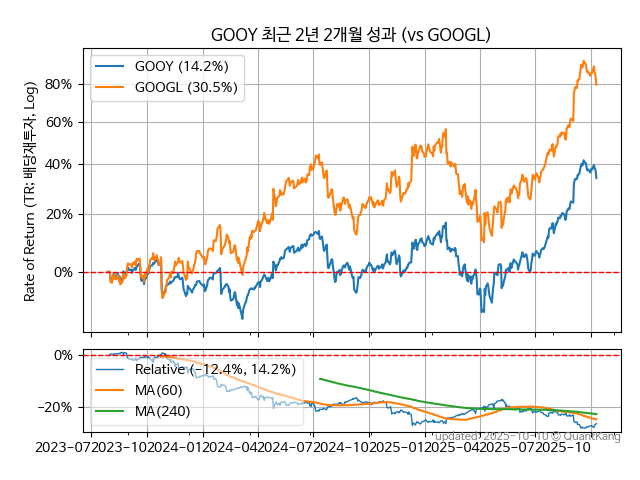 GOOY 최근 2년 2개월 성과 (vs GOOGL)
GOOY (14.2%)
GOOGL (30.5%)
Rate of Return (TR: 배당재투자, Log)
80%
60%
40%
20%
0%
0%
−20%
Relative (−12.4%, 14.2%)
MA(60)
MA(240)
updated: 2025-10-10 © QuantKang
2023-07
2023-10
2024-01
2024-04
2024-07
2024-10
2025-01
2025-04
2025-07
2025-10